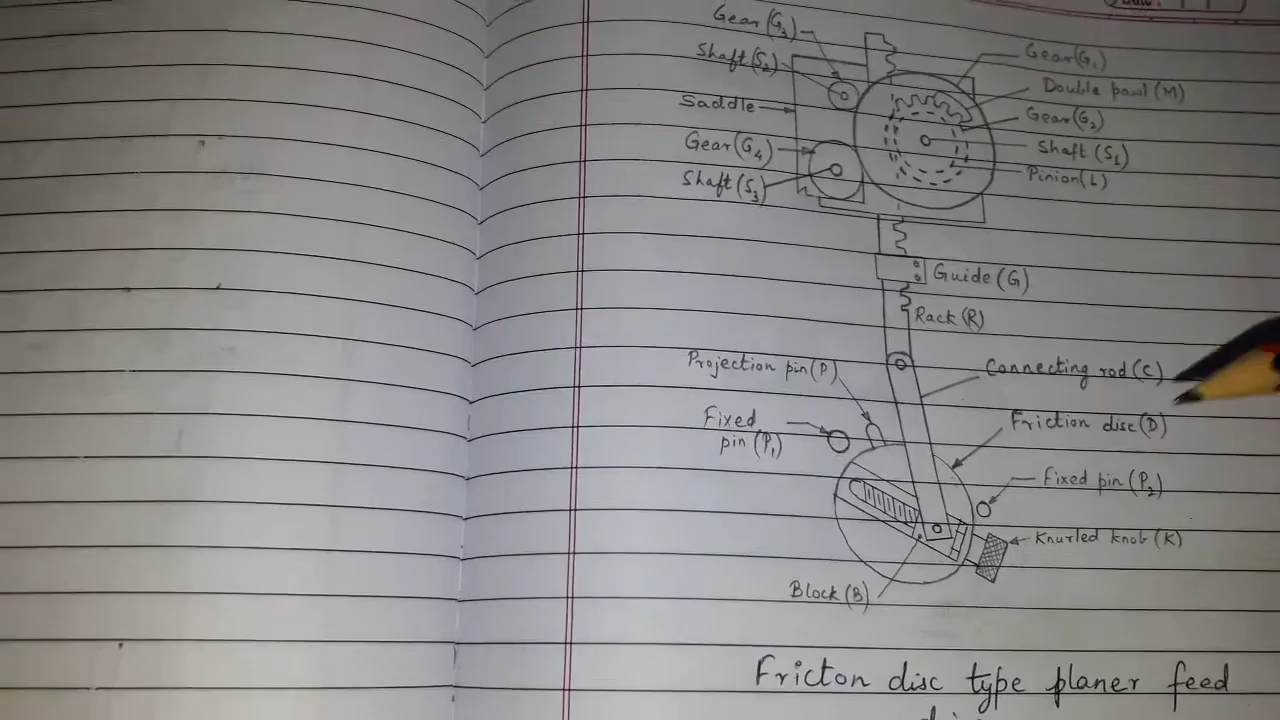 Gear(G₃)
Shaft(S₂)
Saddle
Gear(G₄)
Shaft(S₃)
Gear(G₁)
Double pawl(M)
Gear(G₂)
Shaft(S₁)
Pinion(L)
Guide(G)
Rack(R)
Projection pin(P)
Connecting rod(C)
Fixed
pin(P₁)
Friction disc(D)
Fixed pin(P₂)
Knurled knob(K)
Block(B)
Fricton disc type planer feed